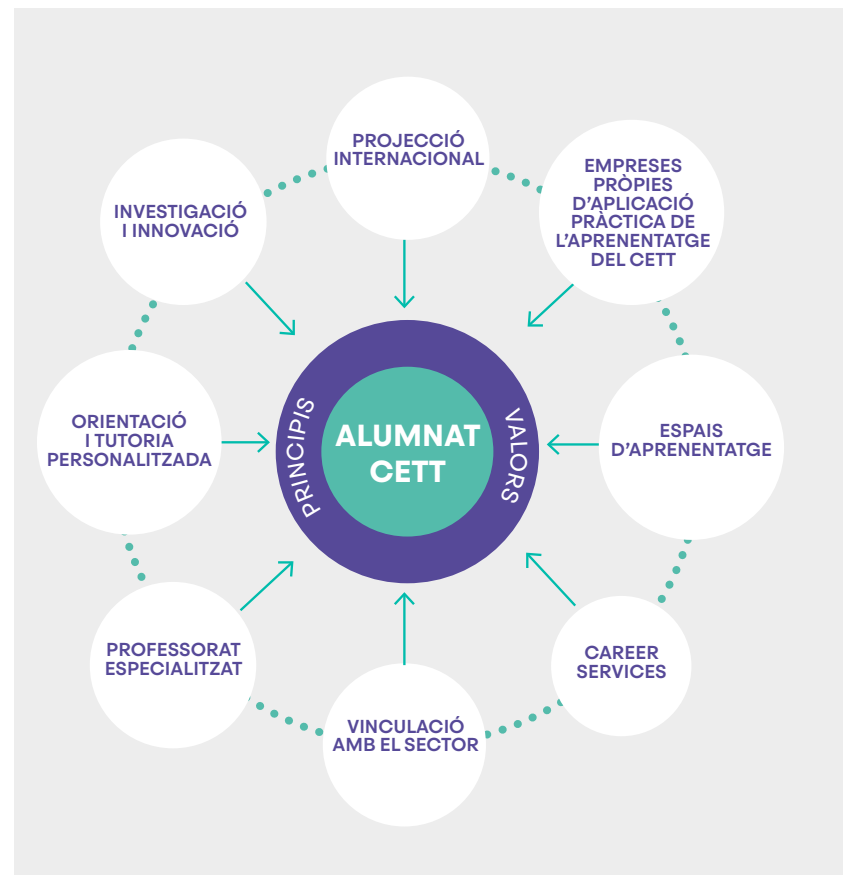 PROJECCIÓ
INTERNACIONAL
EMPRESES
PRÒPIES
D'APLICACIÓ
PRÀCTICA DE
L'APRENENTATGE
DEL CETT
INVESTIGACIÓ
I INNOVACIÓ
ORIENTACIÓ
I TUTORIA
PERSONALITZADA
PRINCIPIS
ALUMNAT
CETT
VALORS
ESPAIS
D'APRENENTATGE
PROFESSORAT
ESPECIALITZAT
VINCULACIÓ
AMB EL SECTOR
CAREER
SERVICES